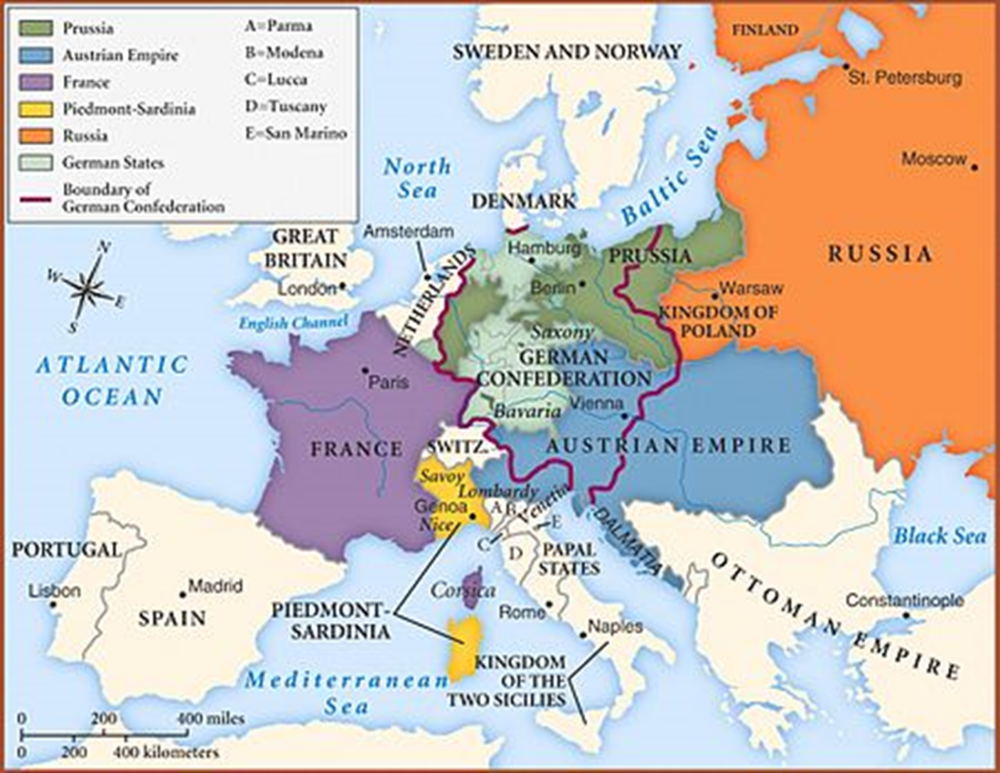 Prussia
Austrian Empire
France
Piedmont-Sardinia
Russia
German States
Boundary of
German Confederation
A=Parma
B=Modena
C=Lucca
D=Tuscany
E=San Marino
FINLAND
SWEDEN AND NORWAY
St. Petersburg
Moscow
North
Sea
Baltic Sea
DENMARK
Amsterdam
GREAT
BRITAIN
London
Hamburg
PRUSSIA
RUSSIA
N
W
E
S
NETHERLANDS
Berlin
Warsaw
KINGDOM OF
POLAND
English Channel
Saxony
GERMAN
CONFEDERATION
ATLANTIC
OCEAN
Paris
Bavaria
Vienna
FRANCE
SWITZ.
AUSTRIAN EMPIRE
Savoy
Lombardy
Venetia
Genoa
Nice
A
B
E
C
D
DALMATIA
Black Sea
PORTUGAL
PAPAL
STATES
OTTOMAN EMPIRE
Lisbon
Madrid
SPAIN
Corsica
Constantinople
PIEDMONT-
SARDINIA
Rome
Naples
KINGDOM
OF THE
TWO SICILIES
Mediterranean
Sea
0 200 400 miles
0 200 400 kilometers